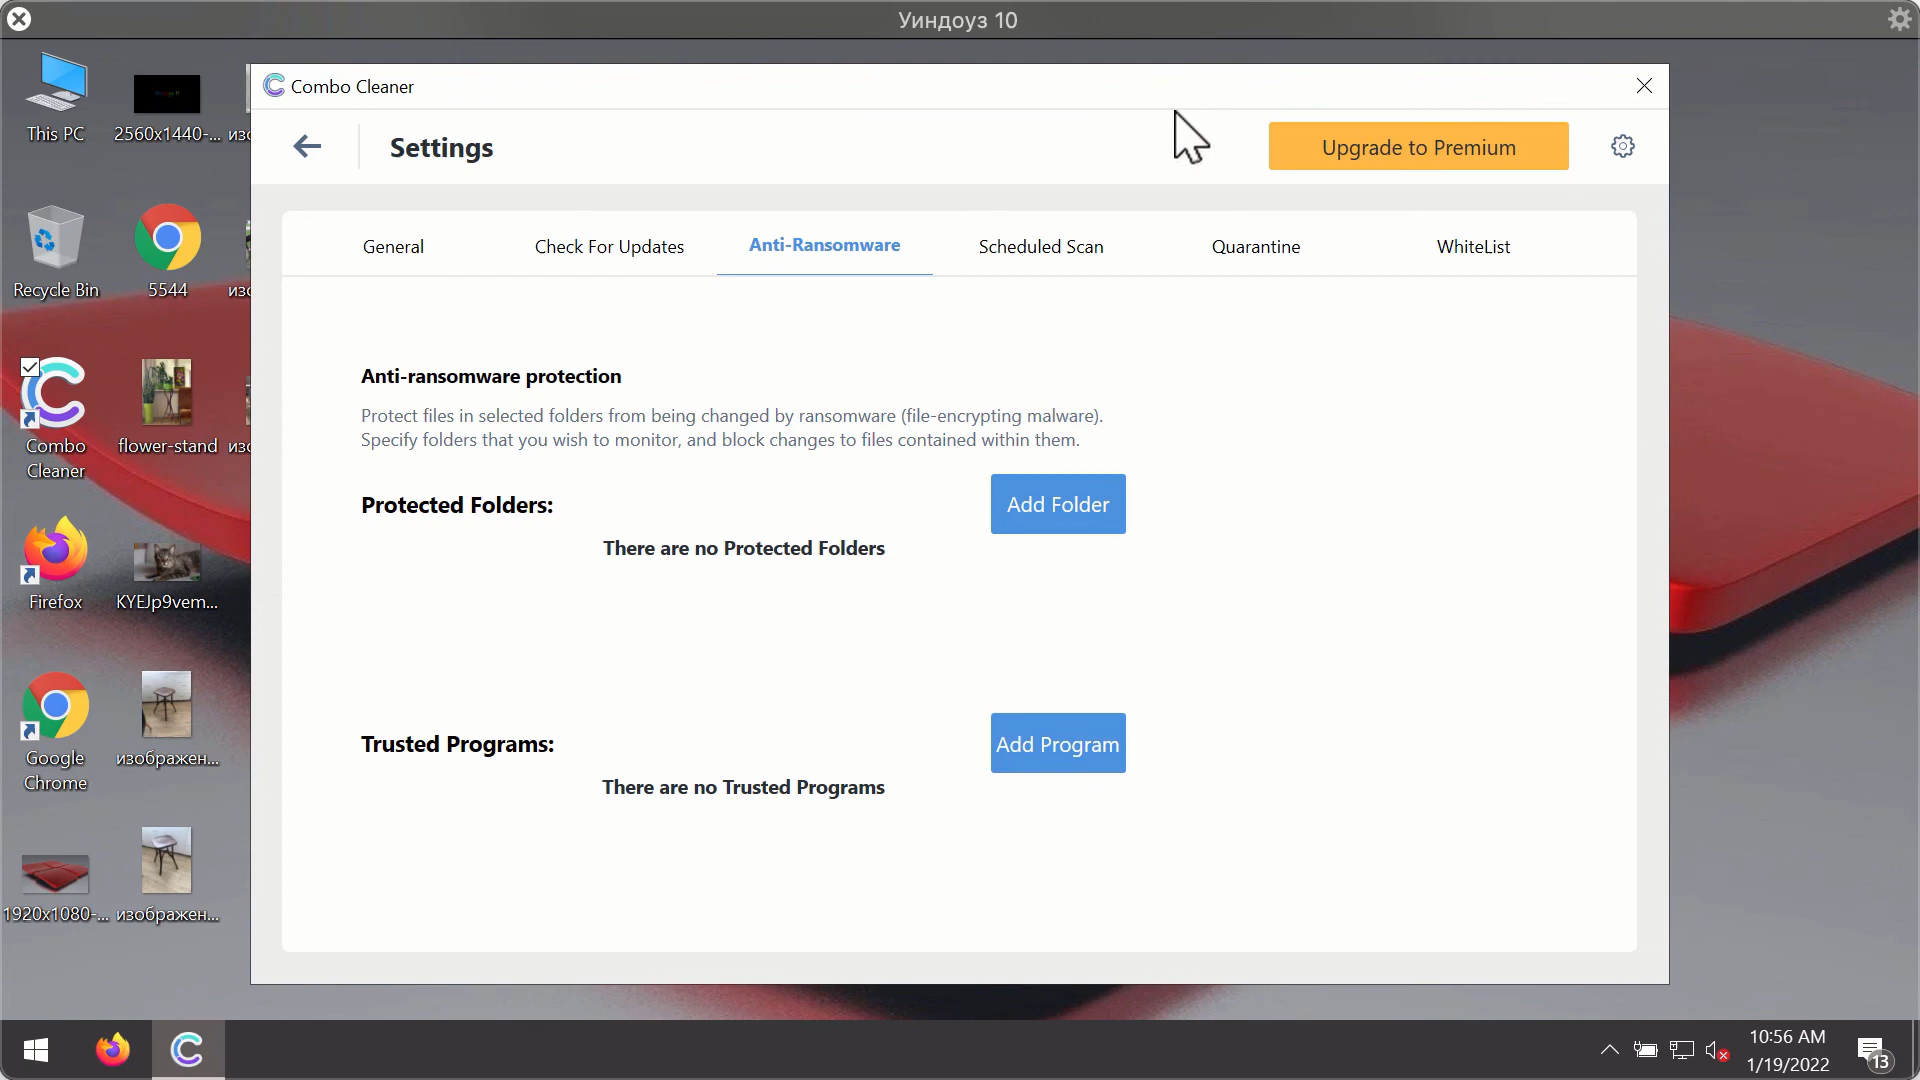 Уиндоуз 10
This PC
2560x1440-...
изо
Combo Cleaner
Settings
Upgrade to Premium
General
Check For Updates
Anti-Ransomware
Scheduled Scan
Quarantine
WhiteList
Recycle Bin
5544
изо
Anti-ransomware protection
Protect files in selected folders from being changed by ransomware (file-encrypting malware).
Specify folders that you wish to monitor, and block changes to files contained within them.
Combo
Cleaner
flower-stand
изо
Protected Folders:
Add Folder
There are no Protected Folders
Firefox
KYEJp9vem...
Trusted Programs:
Add Program
There are no Trusted Programs
Google
Chrome
изображен...
1920x1080-...
изображен...
10:56 AM
1/19/2022
13